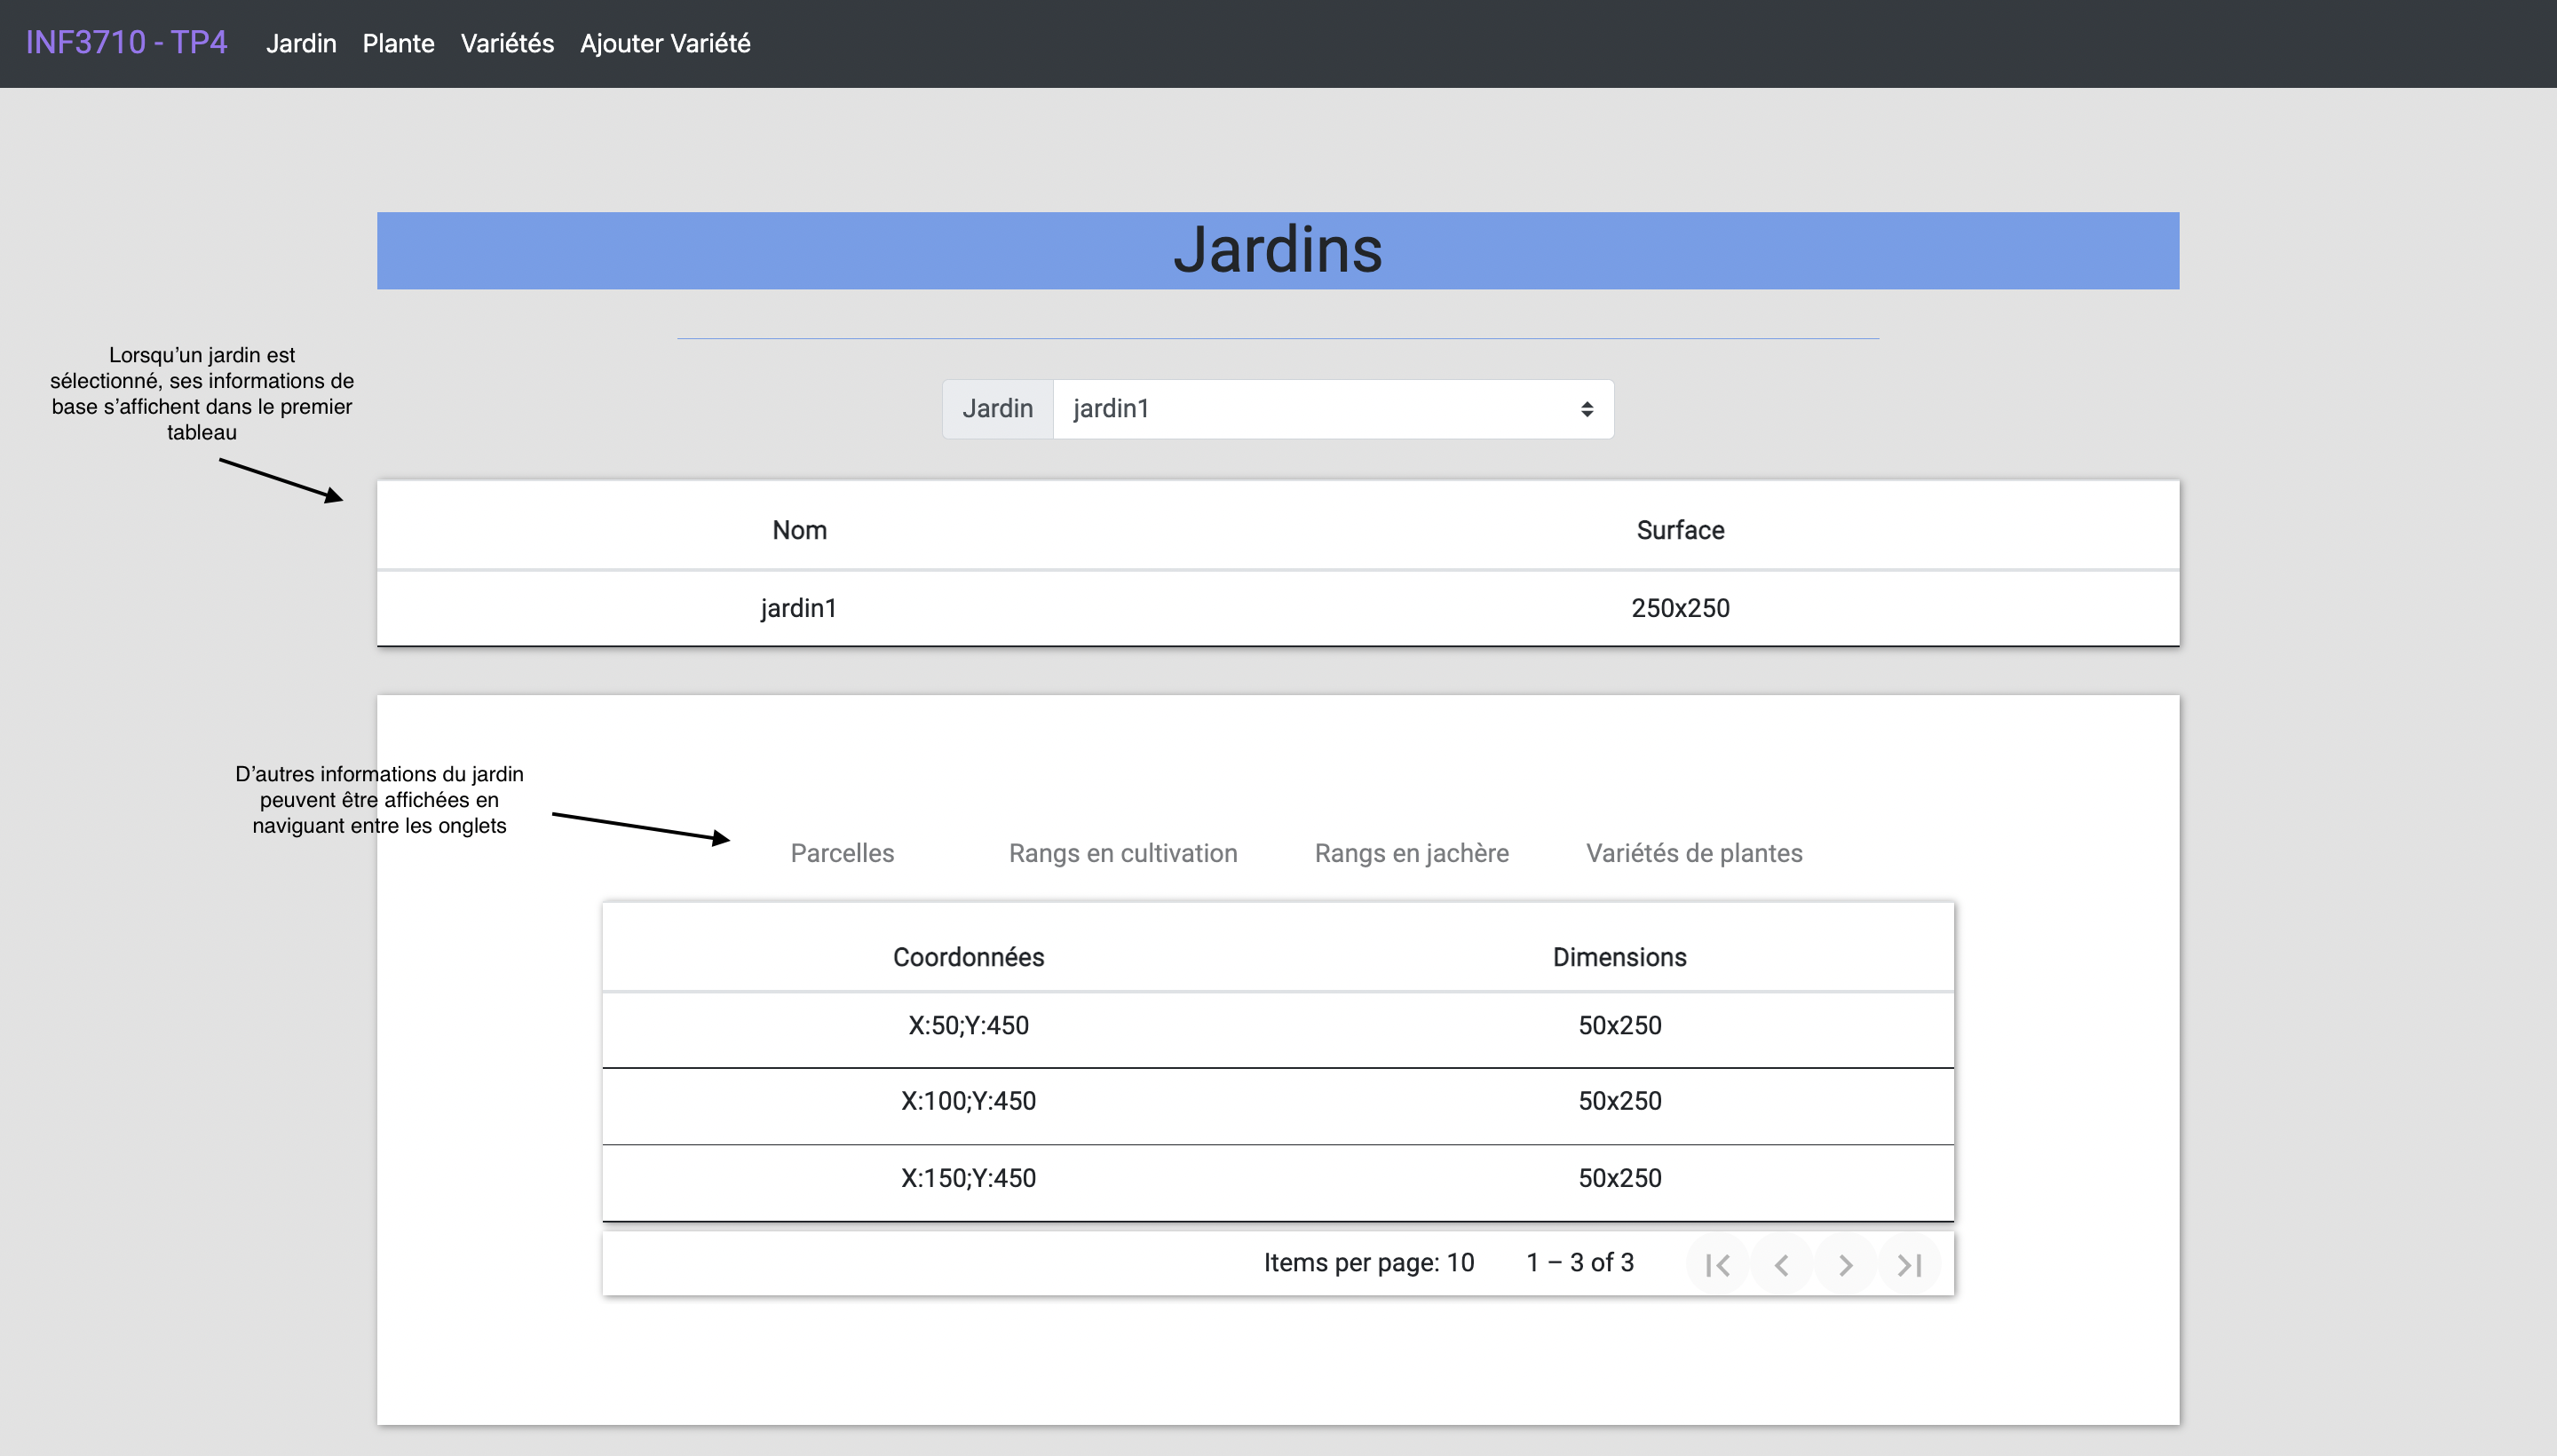 INF3710 - TP4 Jardin Plante Variétés Ajouter Variété
Jardins
Lorsqu’un jardin est
sélectionné, ses informations de
base s’affichent dans le premier
tableau
Jardin jardin1
Nom Surface
jardin1 250x250
D’autres informations du jardin
peuvent être affichées en
naviguant entre les onglets
Parcelles Rangs en cultivation Rangs en jachère Variétés de plantes
Coordonnées Dimensions
X:50;Y:450 50x250
X:100;Y:450 50x250
X:150;Y:450 50x250
Items per page: 10 1 – 3 of 3